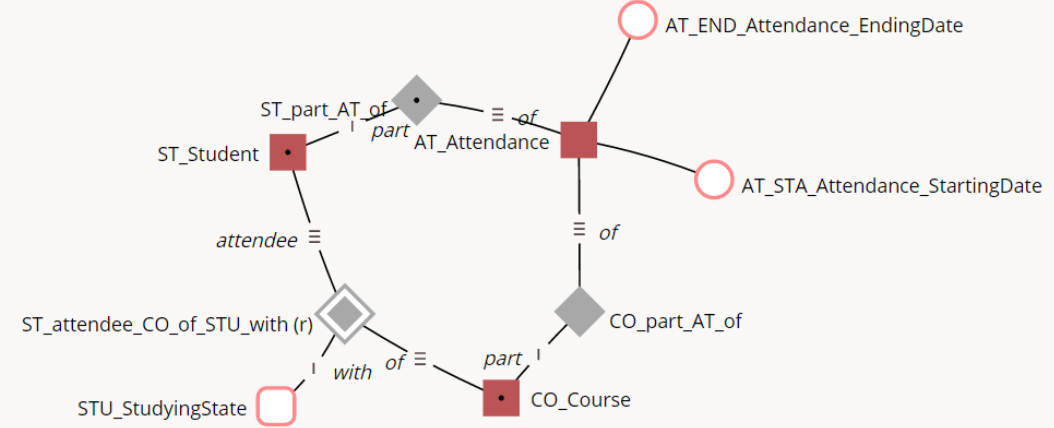 AT_END_Attendance_EndingDate
ST_part_AT_of
part
of
AT_Attendance
ST_Student
AT_STA_Attendance_StartingDate
attendee
of
ST_attendee_CO_of_STU_with (r)
CO_part_AT_of
with
of
part
STU_StudyingState
CO_Course